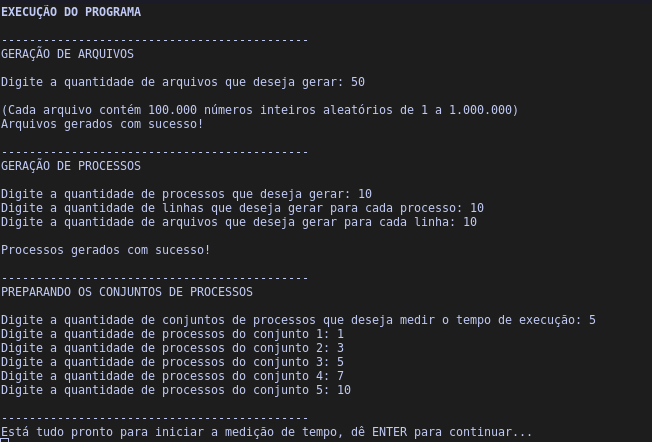 EXECUÇÃO DO PROGRAMA
--------------------------------------------
GERAÇÃO DE ARQUIVOS
Digite a quantidade de arquivos que deseja gerar: 50
(Cada arquivo contém 100.000 números inteiros aleatórios de 1 a 1.000.000)
Arquivos gerados com sucesso!
--------------------------------------------
GERAÇÃO DE PROCESSOS
Digite a quantidade de processos que deseja gerar: 10
Digite a quantidade de linhas que deseja gerar para cada processo: 10
Digite a quantidade de arquivos que deseja gerar para cada linha: 10
Processos gerados com sucesso!
--------------------------------------------
PREPARANDO OS CONJUNTOS DE PROCESSOS
Digite a quantidade de conjuntos de processos que deseja medir o tempo de execução: 5
Digite a quantidade de processos do conjunto 1: 1
Digite a quantidade de processos do conjunto 2: 3
Digite a quantidade de processos do conjunto 3: 5
Digite a quantidade de processos do conjunto 4: 7
Digite a quantidade de processos do conjunto 5: 10
--------------------------------------------
Está tudo pronto para iniciar a medição de tempo, dê ENTER para continuar...